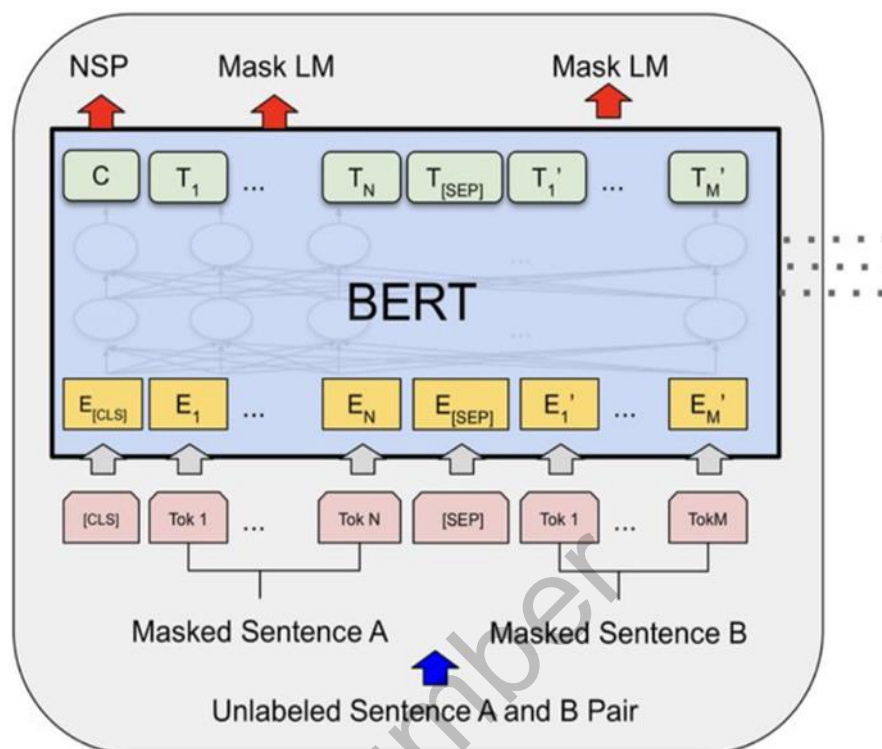 NSP Mask LM Mask LM
C T1 ... TN T[SEP] T1' ... TM'
...
BERT
...
E[CLS] E1 ... EN E[SEP] E1' ... EM'
[CLS] Tok 1 ... Tok N [SEP] Tok 1 ... TokM
Masked Sentence A Masked Sentence B
Unlabeled Sentence A and B Pair